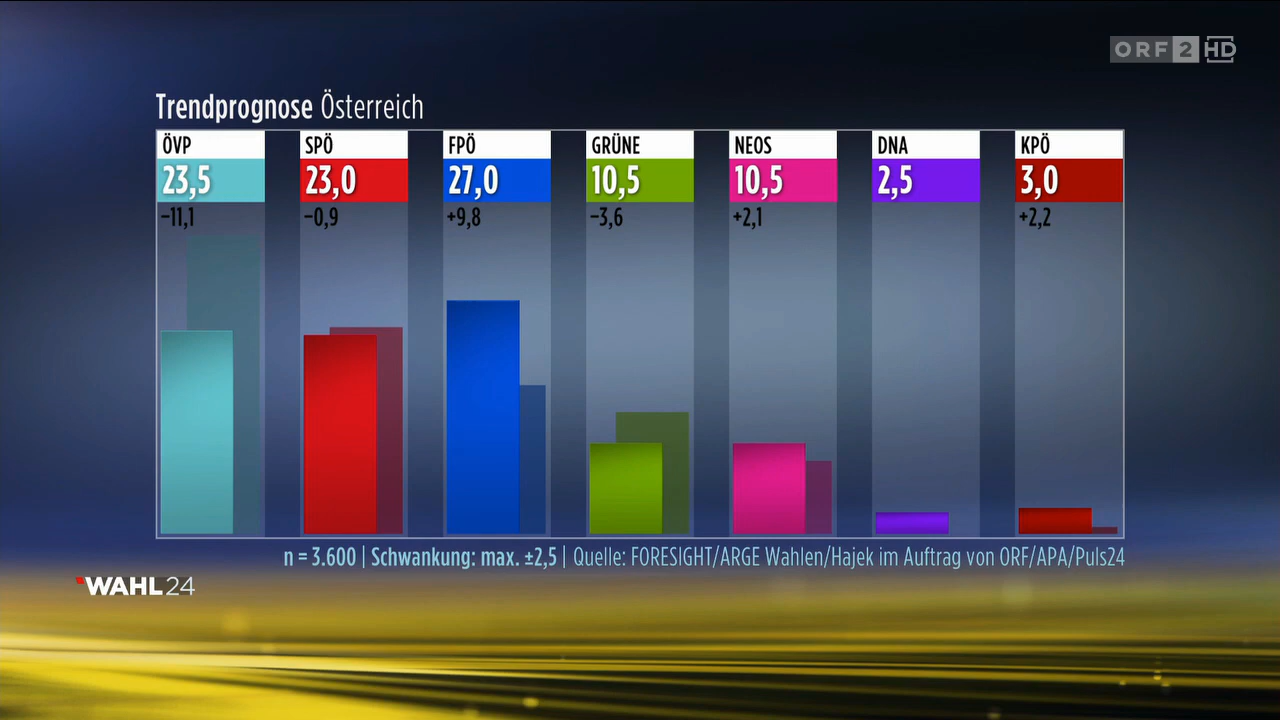 ORF 2 HD
Trendprognose Österreich
ÖVP SPÖ FPÖ GRÜNE NEOS DNA KPÖ
23,5 23,0 27,0 10,5 10,5 2,5 3,0
−11,1 −0,9 +9,8 −3,6 +2,1 +2,2
n = 3.600 | Schwankung: max. ±2,5 | Quelle: FORESIGHT/ARGE Wahlen/Hajek im Auftrag von ORF/APA/Puls24
WAHL24